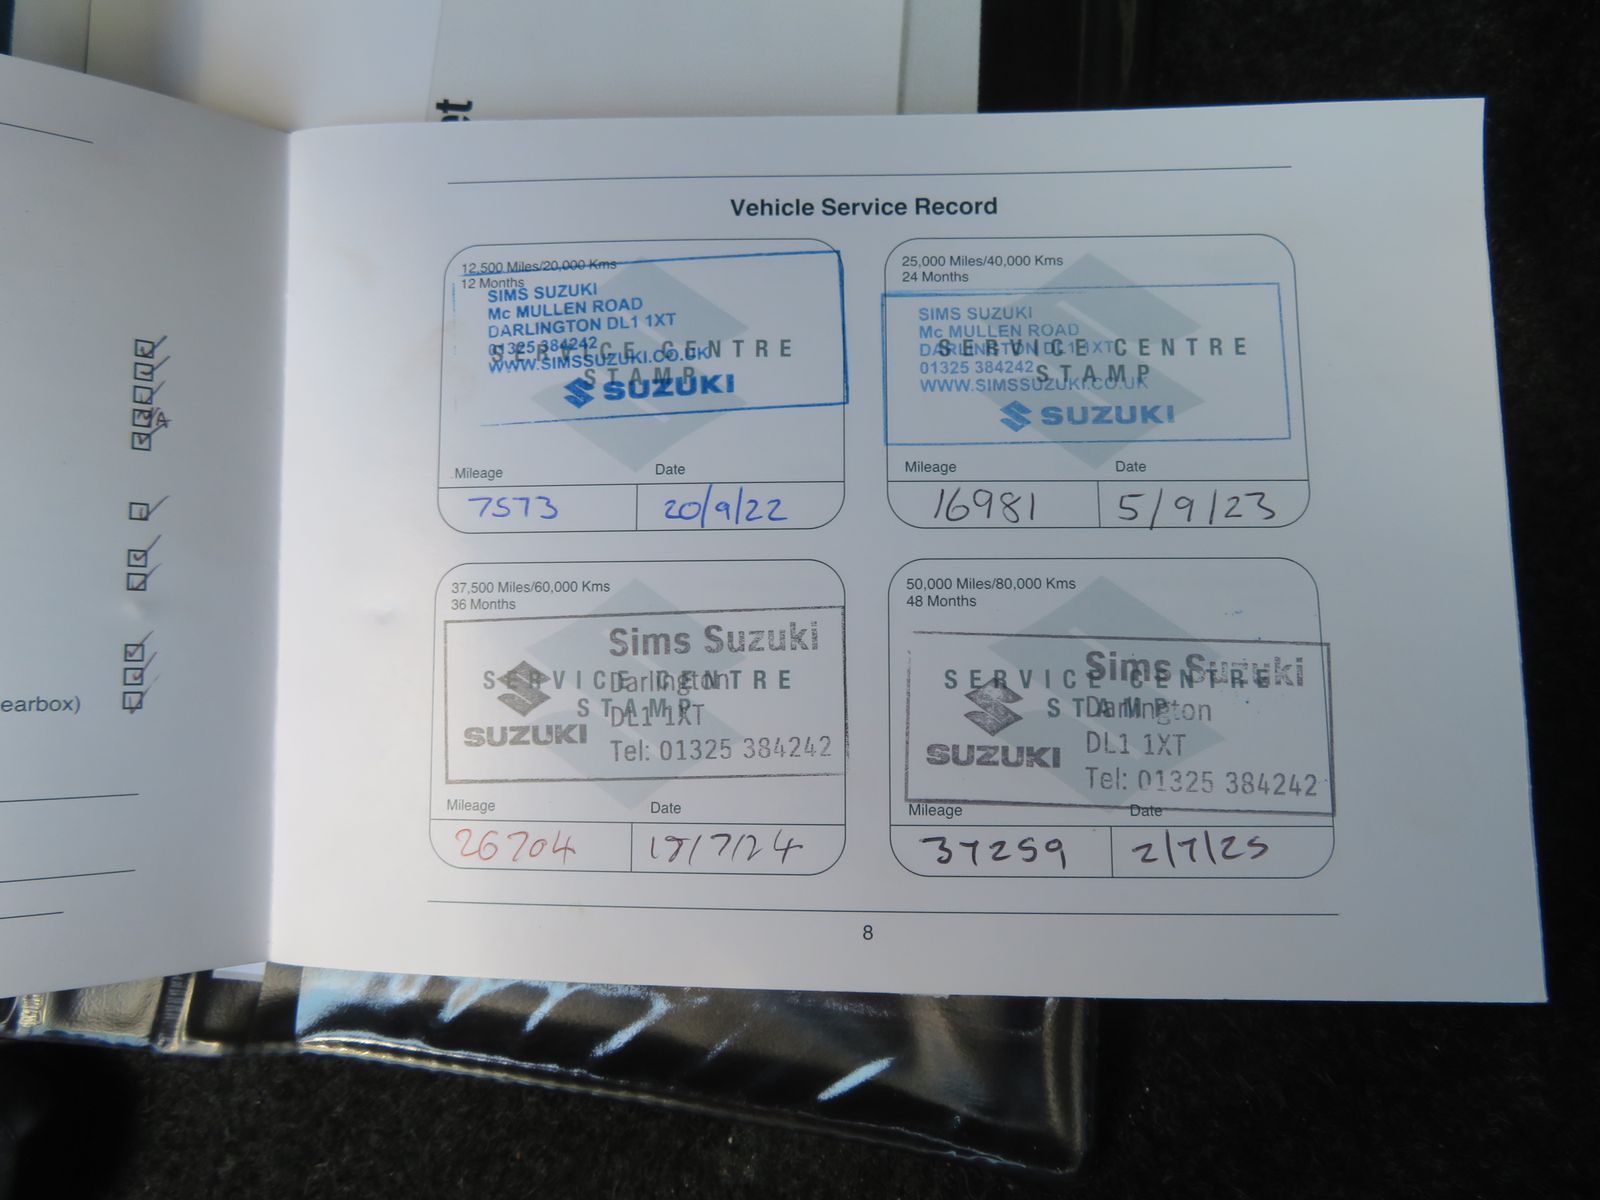 et
earbox)
NA
Vehicle Service Record
12,500 Miles/20,000 Kms
12 Months
SIMS SUZUKI
Mc MULLEN ROAD
DARLINGTON DL1 1XT
01325 384242
WWW.SIMSSUZUKI.CO.UK
SERVICE CENTRE
STAMP
SUZUKI
Mileage
Date
7573
20/9/22
25,000 Miles/40,000 Kms
24 Months
SIMS SUZUKI
Mc MULLEN ROAD
DARLINGTON DL1 1XT
01325 384242
WWW.SIMSSUZUKI.CO.UK
SERVICE CENTRE
STAMP
SUZUKI
Mileage
Date
16981
5/9/23
37,500 Miles/60,000 Kms
36 Months
Sims Suzuki
SERVICE CENTRE
STAMP
Darlington
DL1 1XT
SUZUKI
Tel: 01325 384242
Mileage
Date
26704
18/7/24
50,000 Miles/80,000 Kms
48 Months
Sims Suzuki
SERVICE CENTRE
STAMP
Darlington
DL1 1XT
SUZUKI
Tel: 01325 384242
Mileage
Date
37259
2/7/25
8